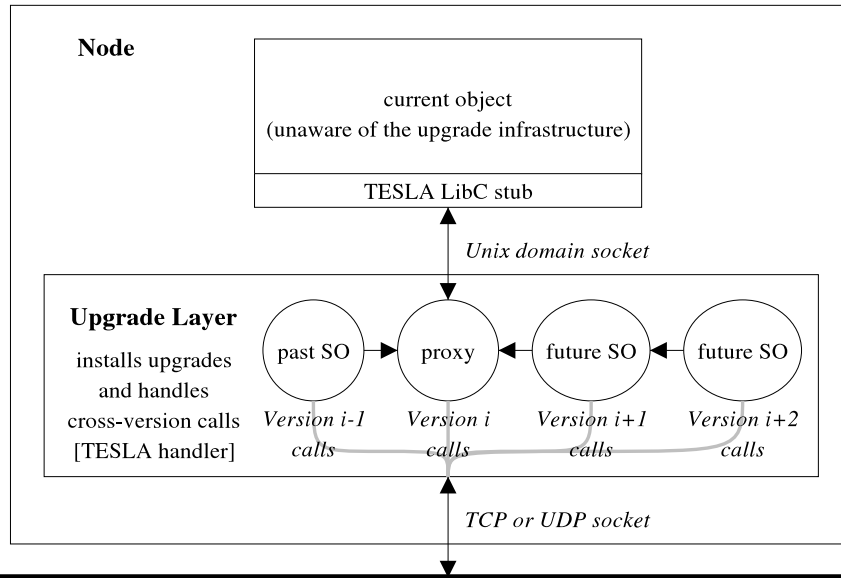 Node
current object
(unaware of the upgrade infrastructure)
TESLA LibC stub
Unix domain socket
Upgrade Layer
installs upgrades
and handles
cross-version calls
[TESLA handler]
past SO
proxy
future SO
future SO
Version i-1
calls
Version i
calls
Version i+1
calls
Version i+2
calls
TCP or UDP socket